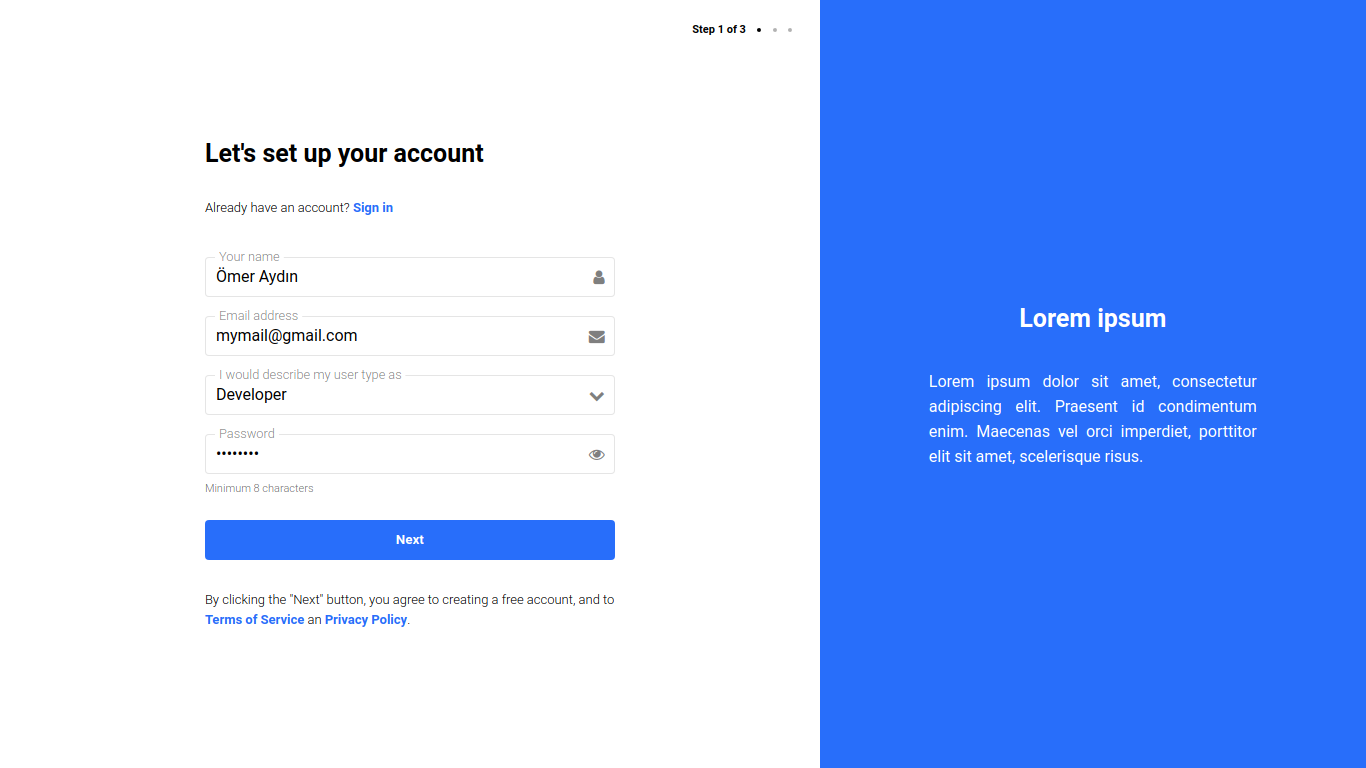 Step 1 of 3
Let's set up your account
Already have an account? Sign in
Your name
Ömer Aydın
Email address
mymail@gmail.com
I would describe my user type as
Developer
Password
••••••••
Minimum 8 characters
Next
By clicking the "Next" button, you agree to creating a free account, and to
Terms of Service an Privacy Policy.
Lorem ipsum
Lorem ipsum dolor sit amet, consectetur
adipiscing elit. Praesent id condimentum
enim. Maecenas vel orci imperdiet, porttitor
elit sit amet, scelerisque risus.